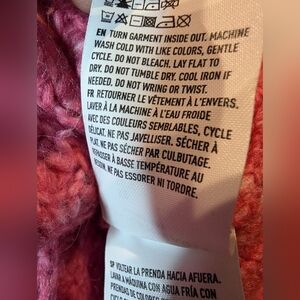 EN TURN GARMENT INSIDE OUT. MACHINE
WASH COLD WITH LIKE COLORS, GENTLE
CYCLE. DO NOT BLEACH. LAY FLAT TO
DRY. DO NOT TUMBLE DRY. COOL IRON IF
NEEDED. DO NOT WRING OR TWIST.
FR RETOURNER LE VÊTEMENT À L'ENVERS.
LAVER À LA MACHINE À L'EAU FROIDE
AVEC DES COULEURS SEMBLABLES, CYCLE
DÉLICAT. NE PAS JAVELLISER. SÉCHER À
PLAT. NE PAS SÉCHER PAR CULBUTAGE.
REPASSER À BASSE TEMPÉRATURE AU
BESOIN. NE PAS ESSORER NI TORDRE.
SP VOLTEAR LA PRENDA HACIA AFUERA.
LAVAR A MÁQUINA CON AGUA FRÍA CON
PRENDAS DE COLORES